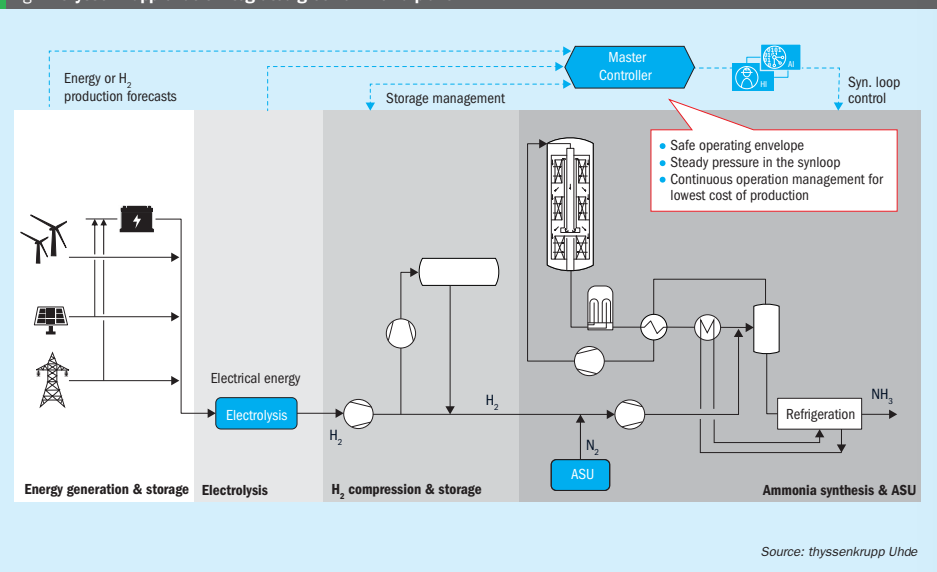 Energy or H2
production forecasts
Storage management
Master
Controller
AI
HI
Syn. loop
control
Safe operating envelope
Steady pressure in the synloop
Continuous operation management for
lowest cost of production
Electrical energy
Electrolysis
H2
H2
N2
ASU
Refrigeration
NH3
Energy generation & storage
Electrolysis
H2 compression & storage
Ammonia synthesis & ASU
Source: thyssenkrupp Uhde